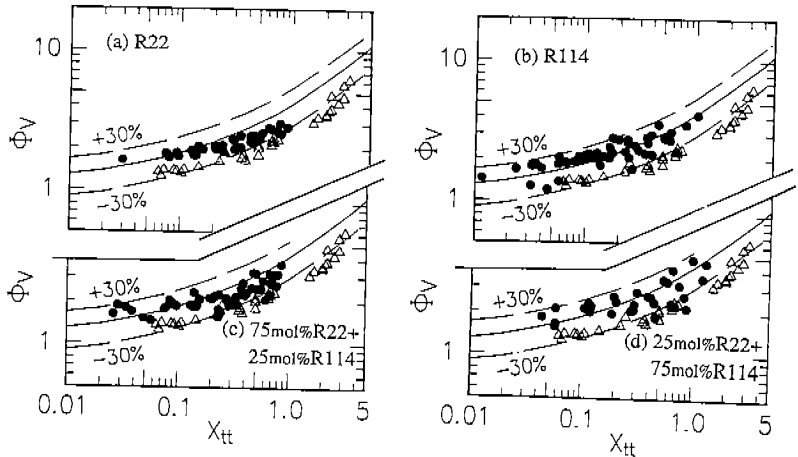 (a) R22
10
ΦV
+30%
1
−30%
(b) R114
10
ΦV
+30%
1
−30%
ΦV
+30%
1
−30%
(c) 75mol%R22+
25mol%R114
0.01 0.1 1.0 5
Xtt
ΦV
+30%
1
−30%
(d) 25mol%R22+
75mol%R114
0.01 0.1 1.0 5
Xtt